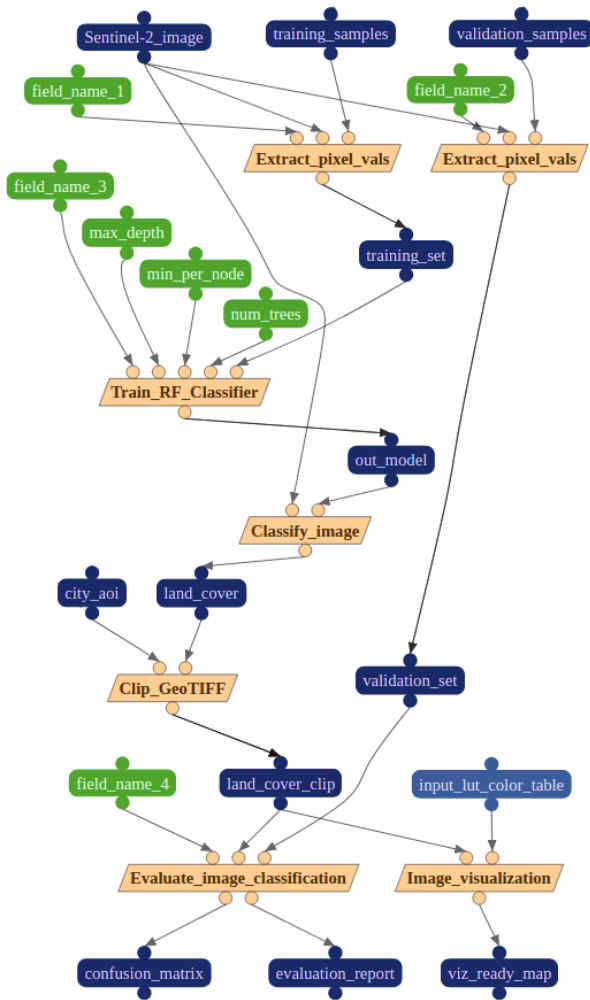 Sentinel-2_image
training_samples
validation_samples
field_name_1
field_name_2
Extract_pixel_vals
Extract_pixel_vals
field_name_3
max_depth
training_set
min_per_node
num_trees
Train_RF_Classifier
out_model
Classify_image
city_aoi
land_cover
Clip_GeoTIFF
validation_set
field_name_4
land_cover_clip
input_lut_color_table
Evaluate_image_classification
Image_visualization
confusion_matrix
evaluation_report
viz_ready_map